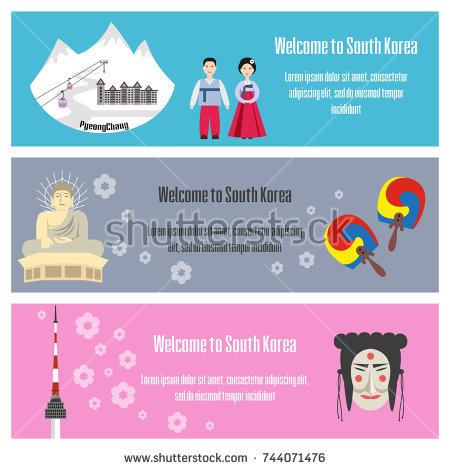 Welcome to South Korea
Lorem ipsum dolor sit amet,
consectetur adipiscing elit,
sed do eiusmod tempor
incididunt
PyeongChang
Welcome to South Korea
Lorem ipsum dolor sit amet,
consectetur adipiscing elit,
sed do eiusmod tempor
incididunt
shutterstock
Welcome to South Korea
Lorem ipsum dolor sit amet,
consectetur adipiscing elit,
sed do eiusmod tempor
incididunt
www.shutterstock.com · 744071476